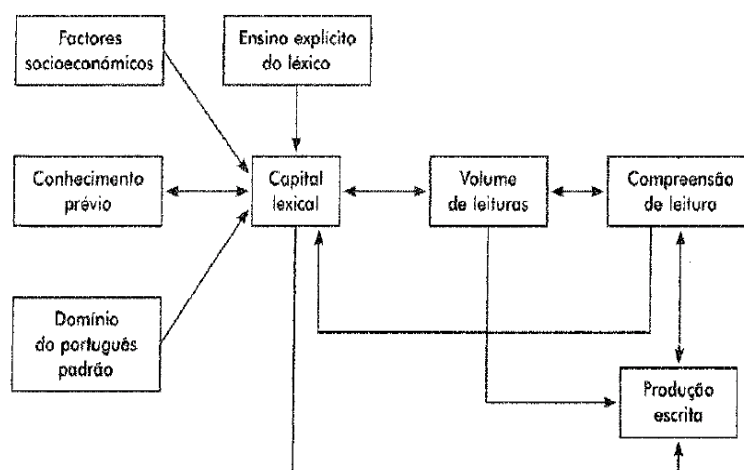 Factores
socioeconómicos
Ensino explícito
do léxico
Conhecimento
prévio
Capital
lexical
Volume
de leituras
Compreensão
de leitura
Domínio
do português
padrão
Produção
escrita